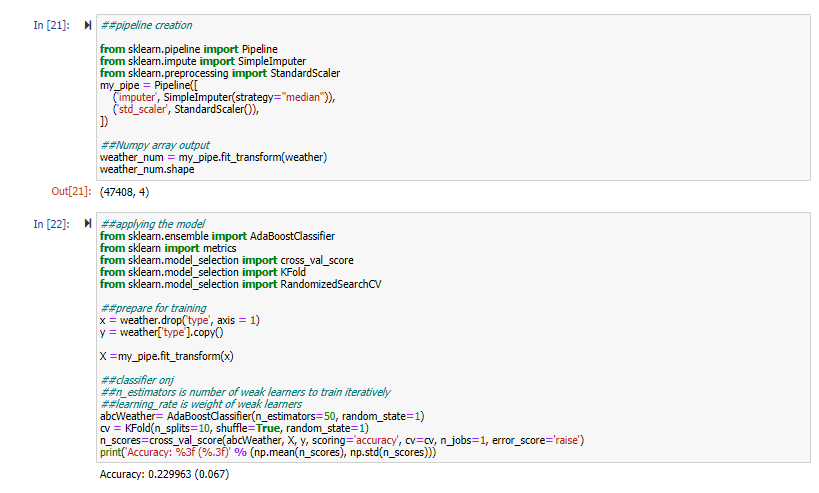 In [21]:
##pipeline creation
from sklearn.pipeline import Pipeline
from sklearn.impute import SimpleImputer
from sklearn.preprocessing import StandardScaler
my_pipe = Pipeline([
('imputer', SimpleImputer(strategy="median")),
('std_scaler', StandardScaler()),
])
##Numpy array output
weather_num = my_pipe.fit_transform(weather)
weather_num.shape
Out[21]: (47408, 4)
In [22]:
##applying the model
from sklearn.ensemble import AdaBoostClassifier
from sklearn import metrics
from sklearn.model_selection import cross_val_score
from sklearn.model_selection import KFold
from sklearn.model_selection import RandomizedSearchCV
##prepare for training
x = weather.drop('type', axis = 1)
y = weather['type'].copy()
X =my_pipe.fit_transform(x)
##classifier onj
##n_estimators is number of weak learners to train iteratively
##learning_rate is weight of weak learners
abcWeather= AdaBoostClassifier(n_estimators=50, random_state=1)
cv = KFold(n_splits=10, shuffle=True, random_state=1)
n_scores=cross_val_score(abcWeather, X, y, scoring='accuracy', cv=cv, n_jobs=1, error_score='raise')
print('Accuracy: %3f (%.3f)' % (np.mean(n_scores), np.std(n_scores)))
Accuracy: 0.229963 (0.067)